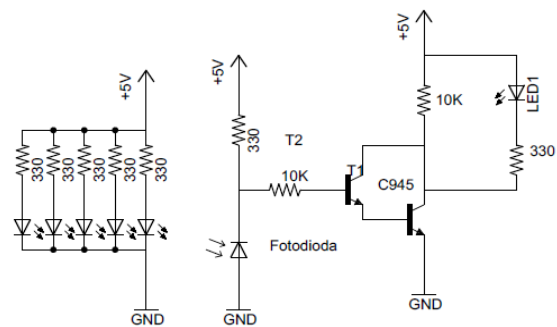 +5V
330
330
330
330
330
GND
+5V
330
T2
10K
Fotodioda
GND
+5V
10K
LED1
330
T1
C945
GND